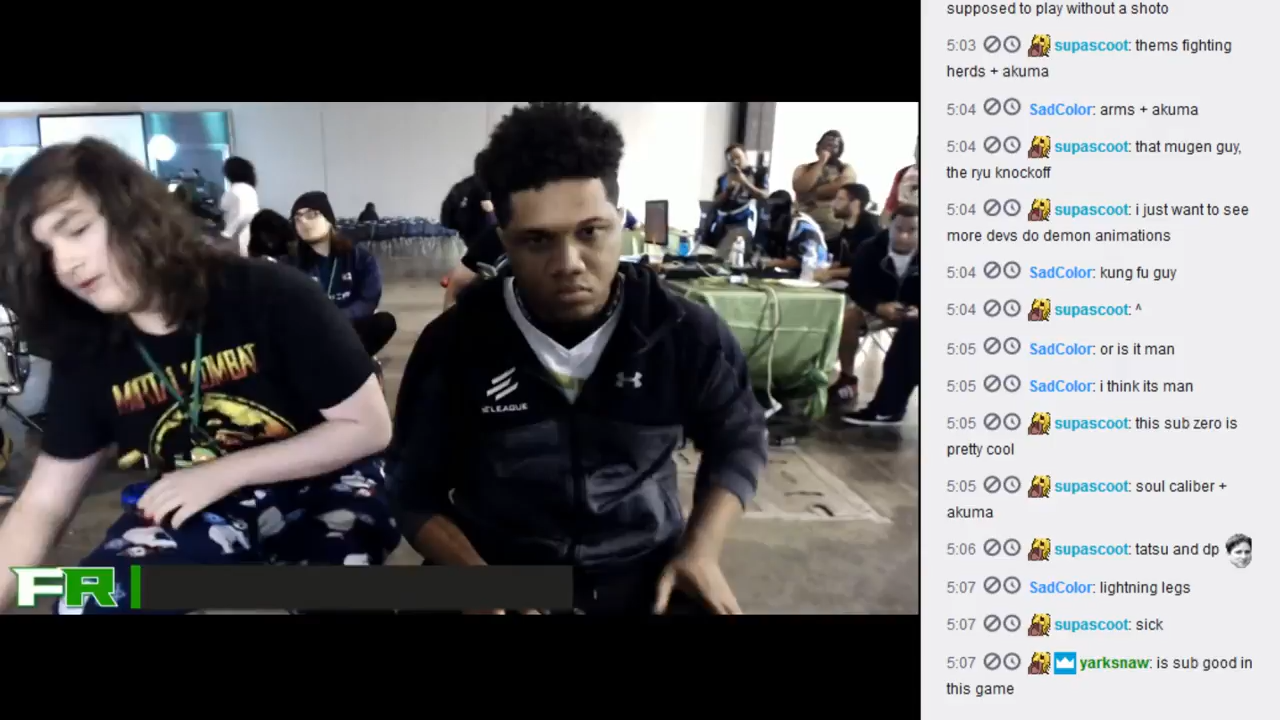 supposed to play without a shoto
5:03 supascoot: thems fighting
herds + akuma
5:04 SadColor: arms + akuma
5:04 supascoot: that mugen guy,
the ryu knockoff
5:04 supascoot: i just want to see
more devs do demon animations
5:04 SadColor: kung fu guy
5:04 supascoot: ^
5:05 SadColor: or is it man
5:05 SadColor: i think its man
5:05 supascoot: this sub zero is
pretty cool
5:05 supascoot: soul caliber +
akuma
5:06 supascoot: tatsu and dp
5:07 SadColor: lightning legs
5:07 supascoot: sick
5:07 yarksnaw: is sub good in
this game
MORTAL KOMBAT
ELEAGUE
FR